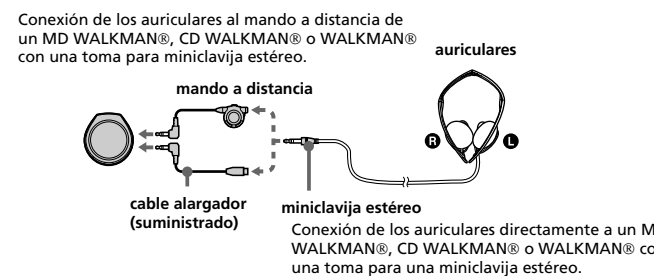 Conexión de los auriculares al mando a distancia de
un MD WALKMAN®, CD WALKMAN® o WALKMAN®
con una toma para miniclavija estéreo.
auriculares
mando a distancia
R
L
cable alargador
(suministrado)
miniclavija estéreo
Conexión de los auriculares directamente a un M
WALKMAN®, CD WALKMAN® o WALKMAN® co
una toma para una miniclavija estéreo.